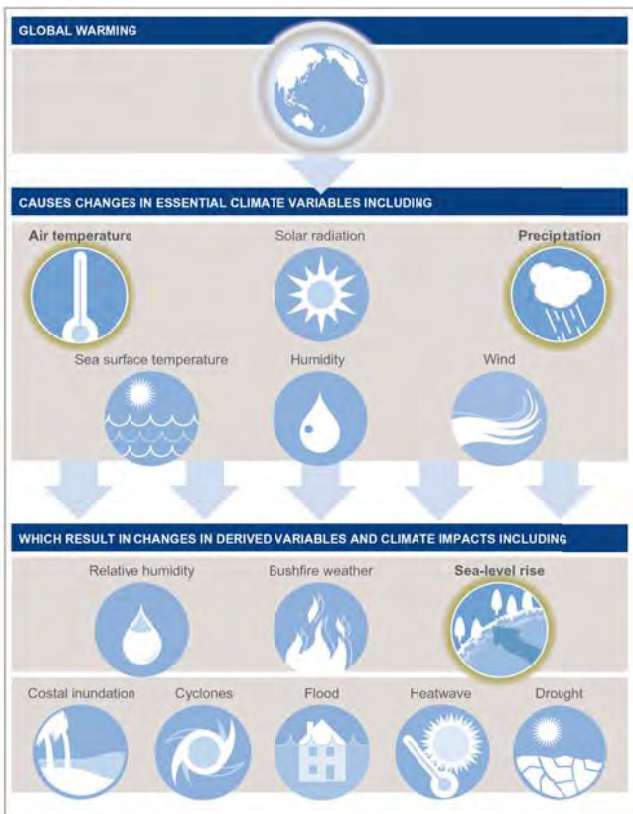 GLOBAL WARMING
CAUSES CHANGES IN ESSENTIAL CLIMATE VARIABLES INCLUDING
Air temperature
Solar radiation
Preciptation
Sea surface temperature
Humidity
Wind
WHICH RESULT IN CHANGES IN DERIVED VARIABLES AND CLIMATE IMPACTS INCLUDING
Relative humidity
Bushfire weather
Sea-level rise
Costal inundation
Cyclones
Flood
Heatwave
Drought